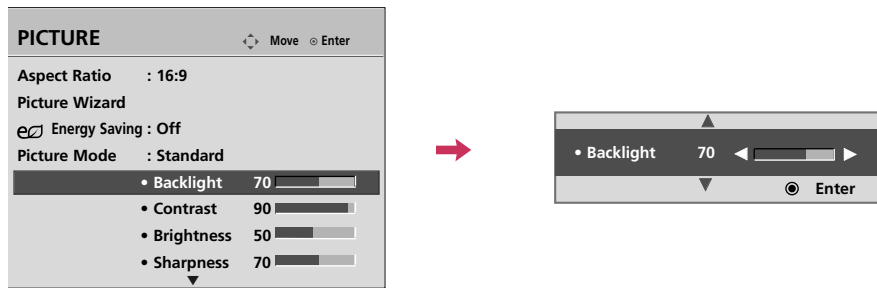 PICTURE
Move Enter
Aspect Ratio : 16:9
Picture Wizard
Energy Saving : Off
Picture Mode : Standard
• Backlight 70
• Contrast 90
• Brightness 50
• Sharpness 70
• Backlight 70
Enter